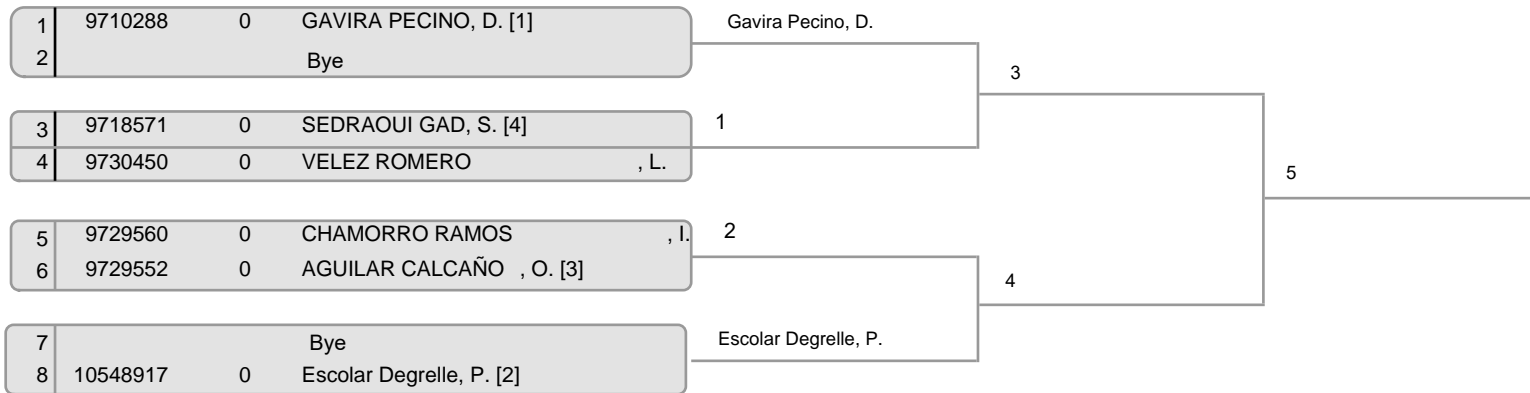 1 9710288 0 GAVIRA PECINO, D. [1] Gavira Pecino, D.
2 Bye
3
3 9718571 0 SEDRAOUI GAD, S. [4] 1
4 9730450 0 VELEZ ROMERO , L.
5
5 9729560 0 CHAMORRO RAMOS , I. 2
6 9729552 0 AGUILAR CALCAÑO , O. [3]
4
7 Bye Escolar Degrelle, P.
8 10548917 0 Escolar Degrelle, P. [2]